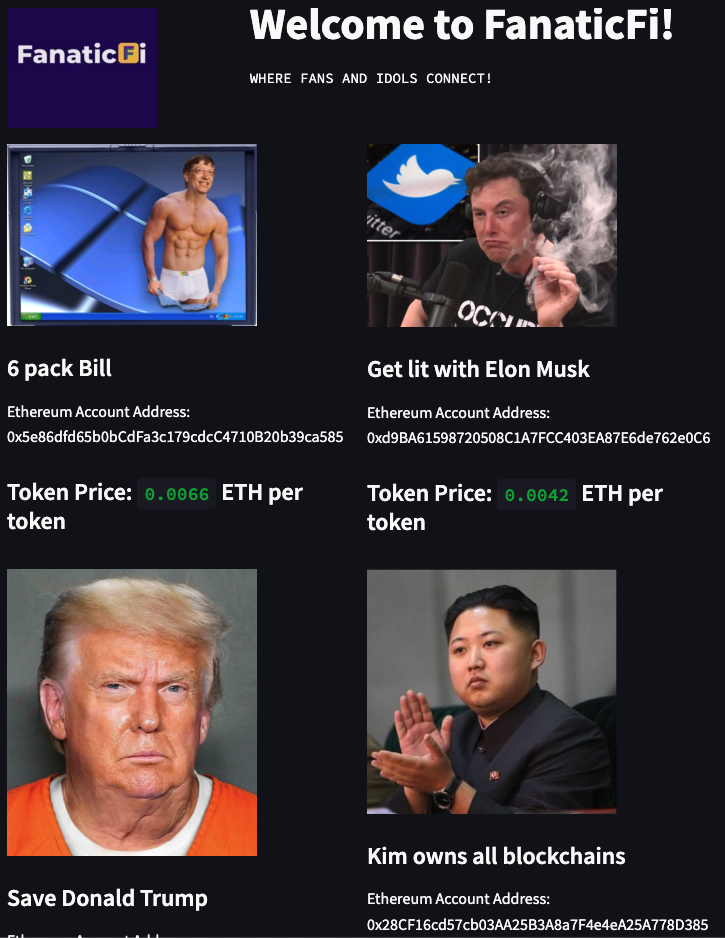 FanaticFi
Welcome to FanaticFi!
WHERE FANS AND IDOLS CONNECT!
6 pack Bill
Ethereum Account Address:
0x5e86dfd65b0bCdFa3c179cdcC4710B20b39ca585
Token Price: 0.0066 ETH per
token
itter
OCCUP
Get lit with Elon Musk
Ethereum Account Address:
0xd9BA61598720508C1A7FCC403EA87E6de762e0C6
Token Price: 0.0042 ETH per
token
Save Donald Trump
Kim owns all blockchains
Ethereum Account Address:
0x28CF16cd57cb03AA25B3A8a7F4e4eA25A778D385